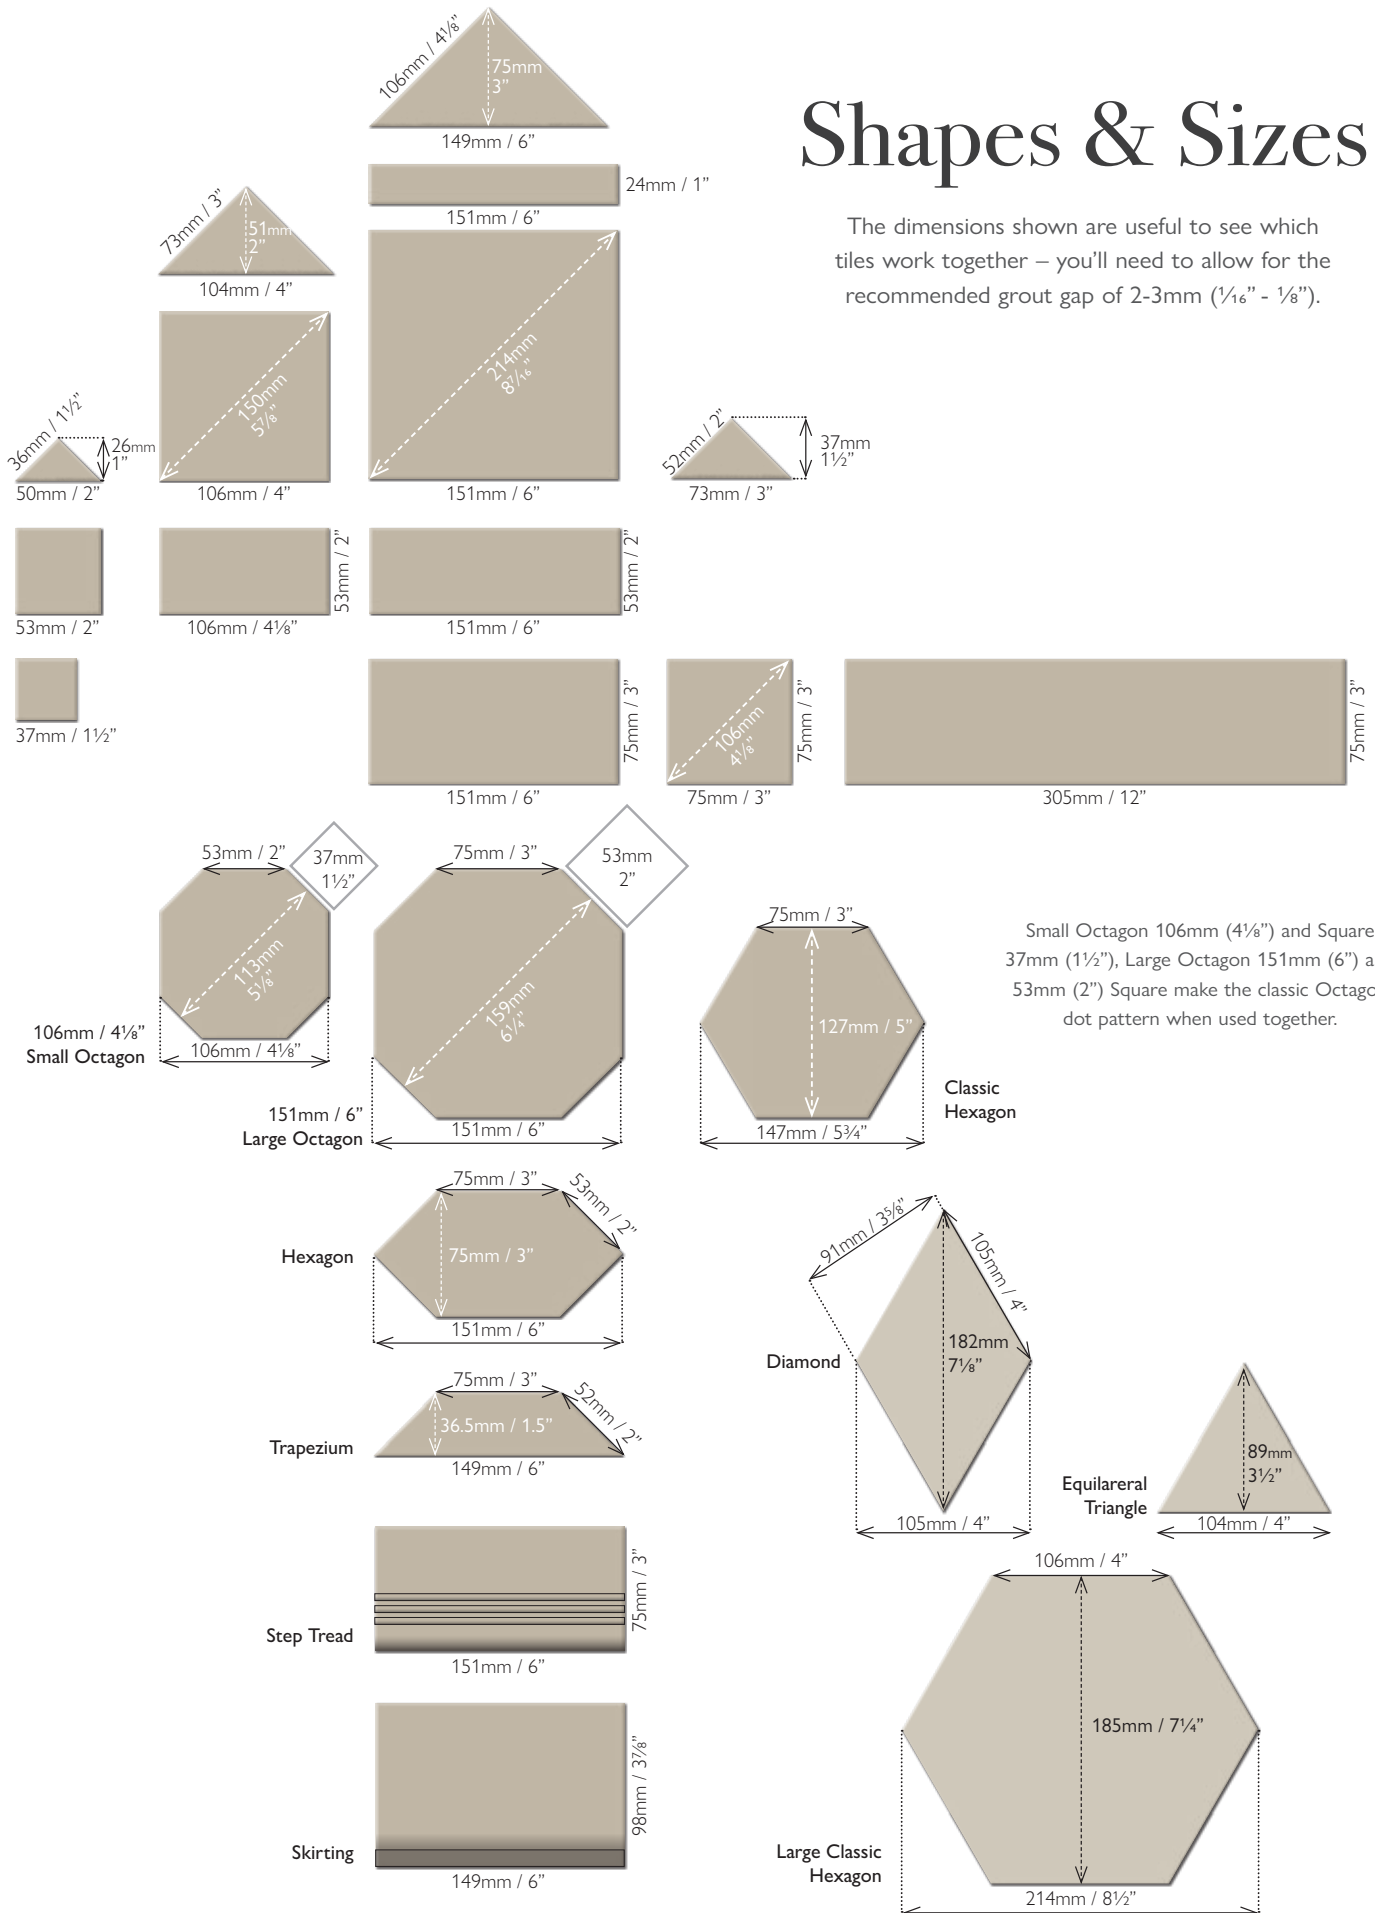 106mm / 4⅛”
75mm
3”
149mm / 6”
Shapes & Sizes
24mm / 1”
151mm / 6”
The dimensions shown are useful to see which
tiles work together – you’ll need to allow for the
recommended grout gap of 2-3mm (¹⁄₁₆” - ⅛”).
73mm / 3”
51mm
2”
104mm / 4”
214mm
8⁷⁄₁₆”
150mm
5⅞”
36mm / 1½”
26mm
1”
52mm / 2”
37mm
1½”
50mm / 2”
106mm / 4”
151mm / 6”
73mm / 3”
53mm / 2”
53mm / 2”
53mm / 2”
106mm / 4⅛”
151mm / 6”
37mm / 1½”
75mm / 3”
106mm
4⅛”
75mm / 3”
75mm / 3”
151mm / 6”
75mm / 3”
305mm / 12”
53mm / 2”
37mm
1½”
75mm / 3”
53mm
2”
113mm
5⅛”
159mm
6¼”
75mm / 3”
127mm / 5”
Small Octagon 106mm (4⅛”) and Square
37mm (1½”), Large Octagon 151mm (6”) a
53mm (2”) Square make the classic Octago
dot pattern when used together.
106mm / 4⅛”
Small Octagon
106mm / 4⅛”
151mm / 6”
Large Octagon
151mm / 6”
147mm / 5¾”
Classic
Hexagon
75mm / 3”
53mm / 2”
Hexagon
75mm / 3”
151mm / 6”
91mm / 3⅝”
105mm / 4”
Diamond
182mm
7⅛”
105mm / 4”
75mm / 3”
52mm / 2”
36.5mm / 1.5”
Trapezium
149mm / 6”
89mm
3½”
Equilareral
Triangle
104mm / 4”
75mm / 3”
Step Tread
151mm / 6”
106mm / 4”
185mm / 7¼”
98mm / 3⅞”
Skirting
149mm / 6”
Large Classic
Hexagon
214mm / 8½”